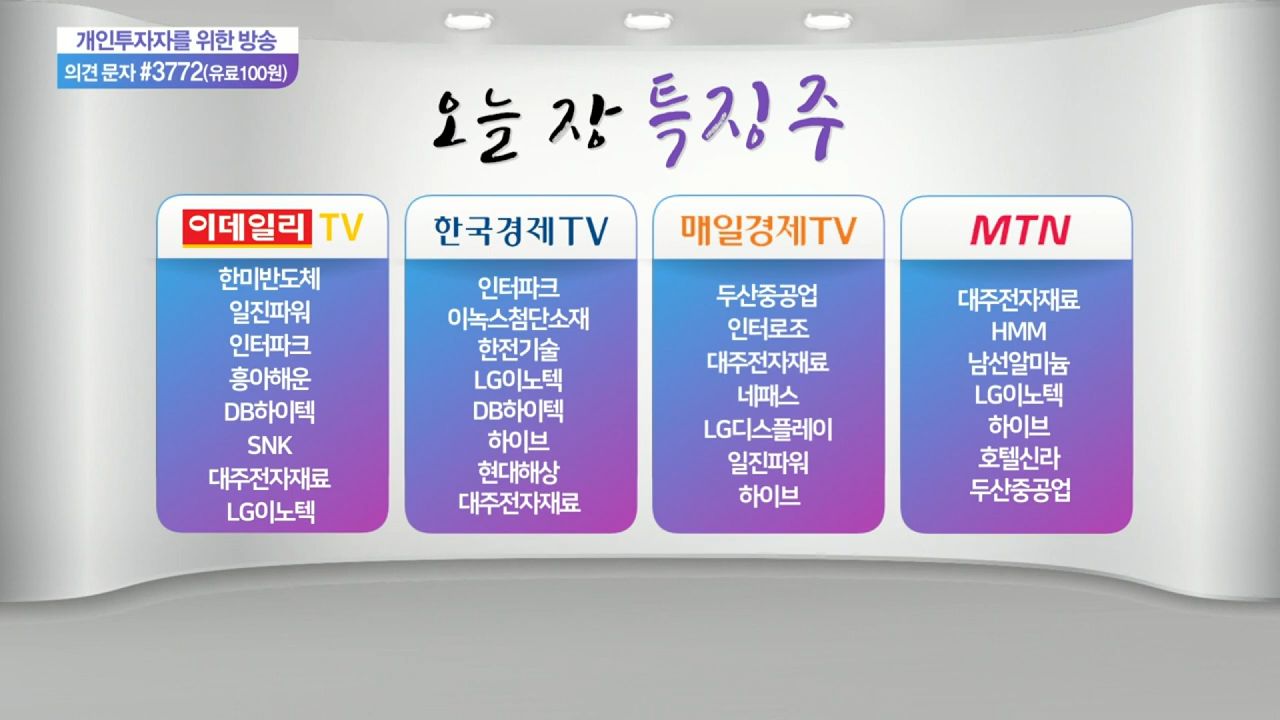 개인투자자를 위한 방송
의견 문자 #3772(유료100원)
오늘 장 특징주
이데일리 TV
한미반도체
일진파워
인터파크
흥아해운
DB하이텍
SNK
대주전자재료
LG이노텍
한국경제TV
인터파크
이녹스첨단소재
한전기술
LG이노텍
DB하이텍
하이브
현대해상
대주전자재료
매일경제TV
두산중공업
인터로조
대주전자재료
네패스
LG디스플레이
일진파워
하이브
MTN
대주전자재료
HMM
남선알미늄
LG이노텍
하이브
호텔신라
두산중공업